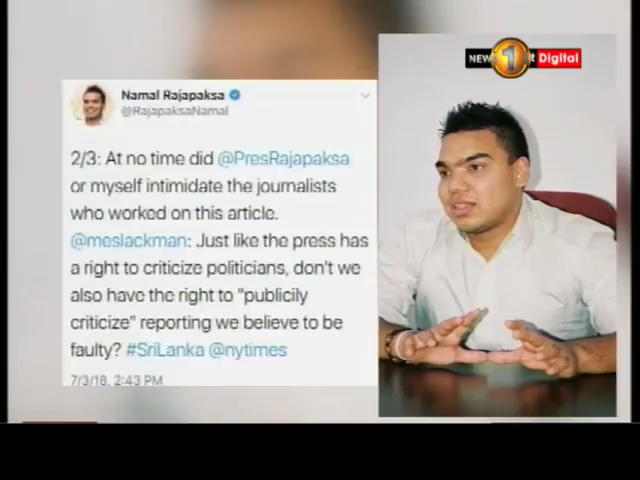 NEWS 1st Digital
Namal Rajapaksa
@RajapaksaNamal
2/3: At no time did @PresRajapaksa
or myself intimidate the journalists
who worked on this article.
@meslackman: Just like the press has
a right to criticize politicians, don't we
also have the right to "publicily
criticize" reporting we believe to be
faulty? #SriLanka @nytimes
7/3/18, 2:43 PM